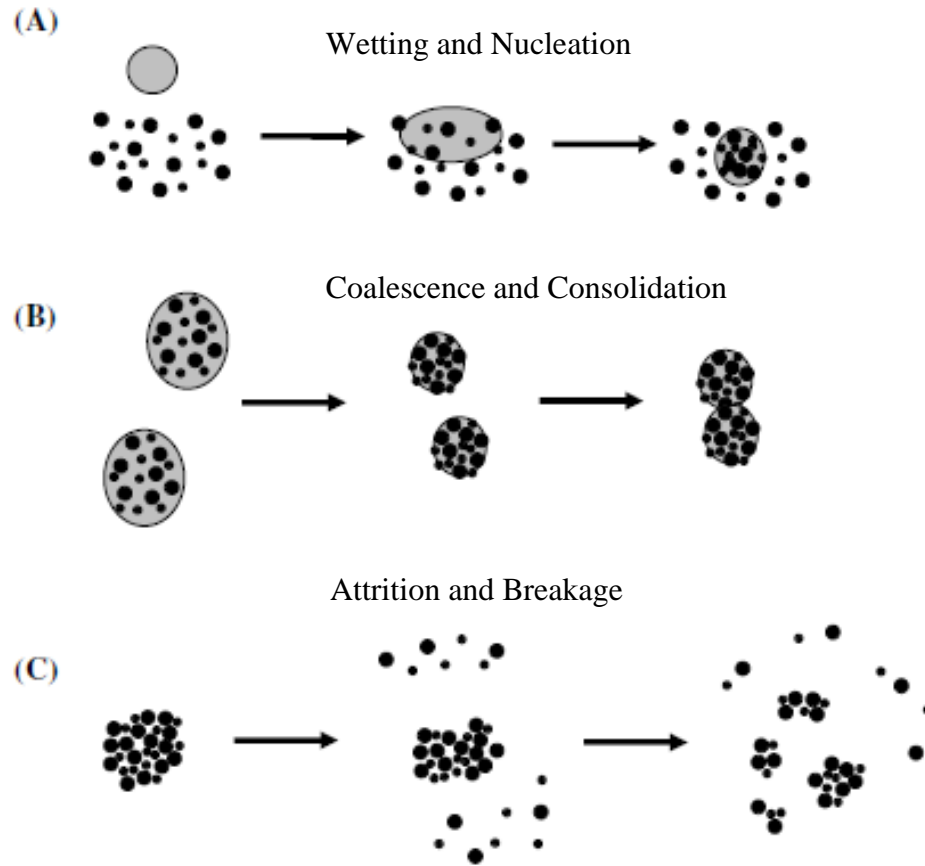 (A)
Wetting and Nucleation
Coalescence and Consolidation
(B)
Attrition and Breakage
(C)